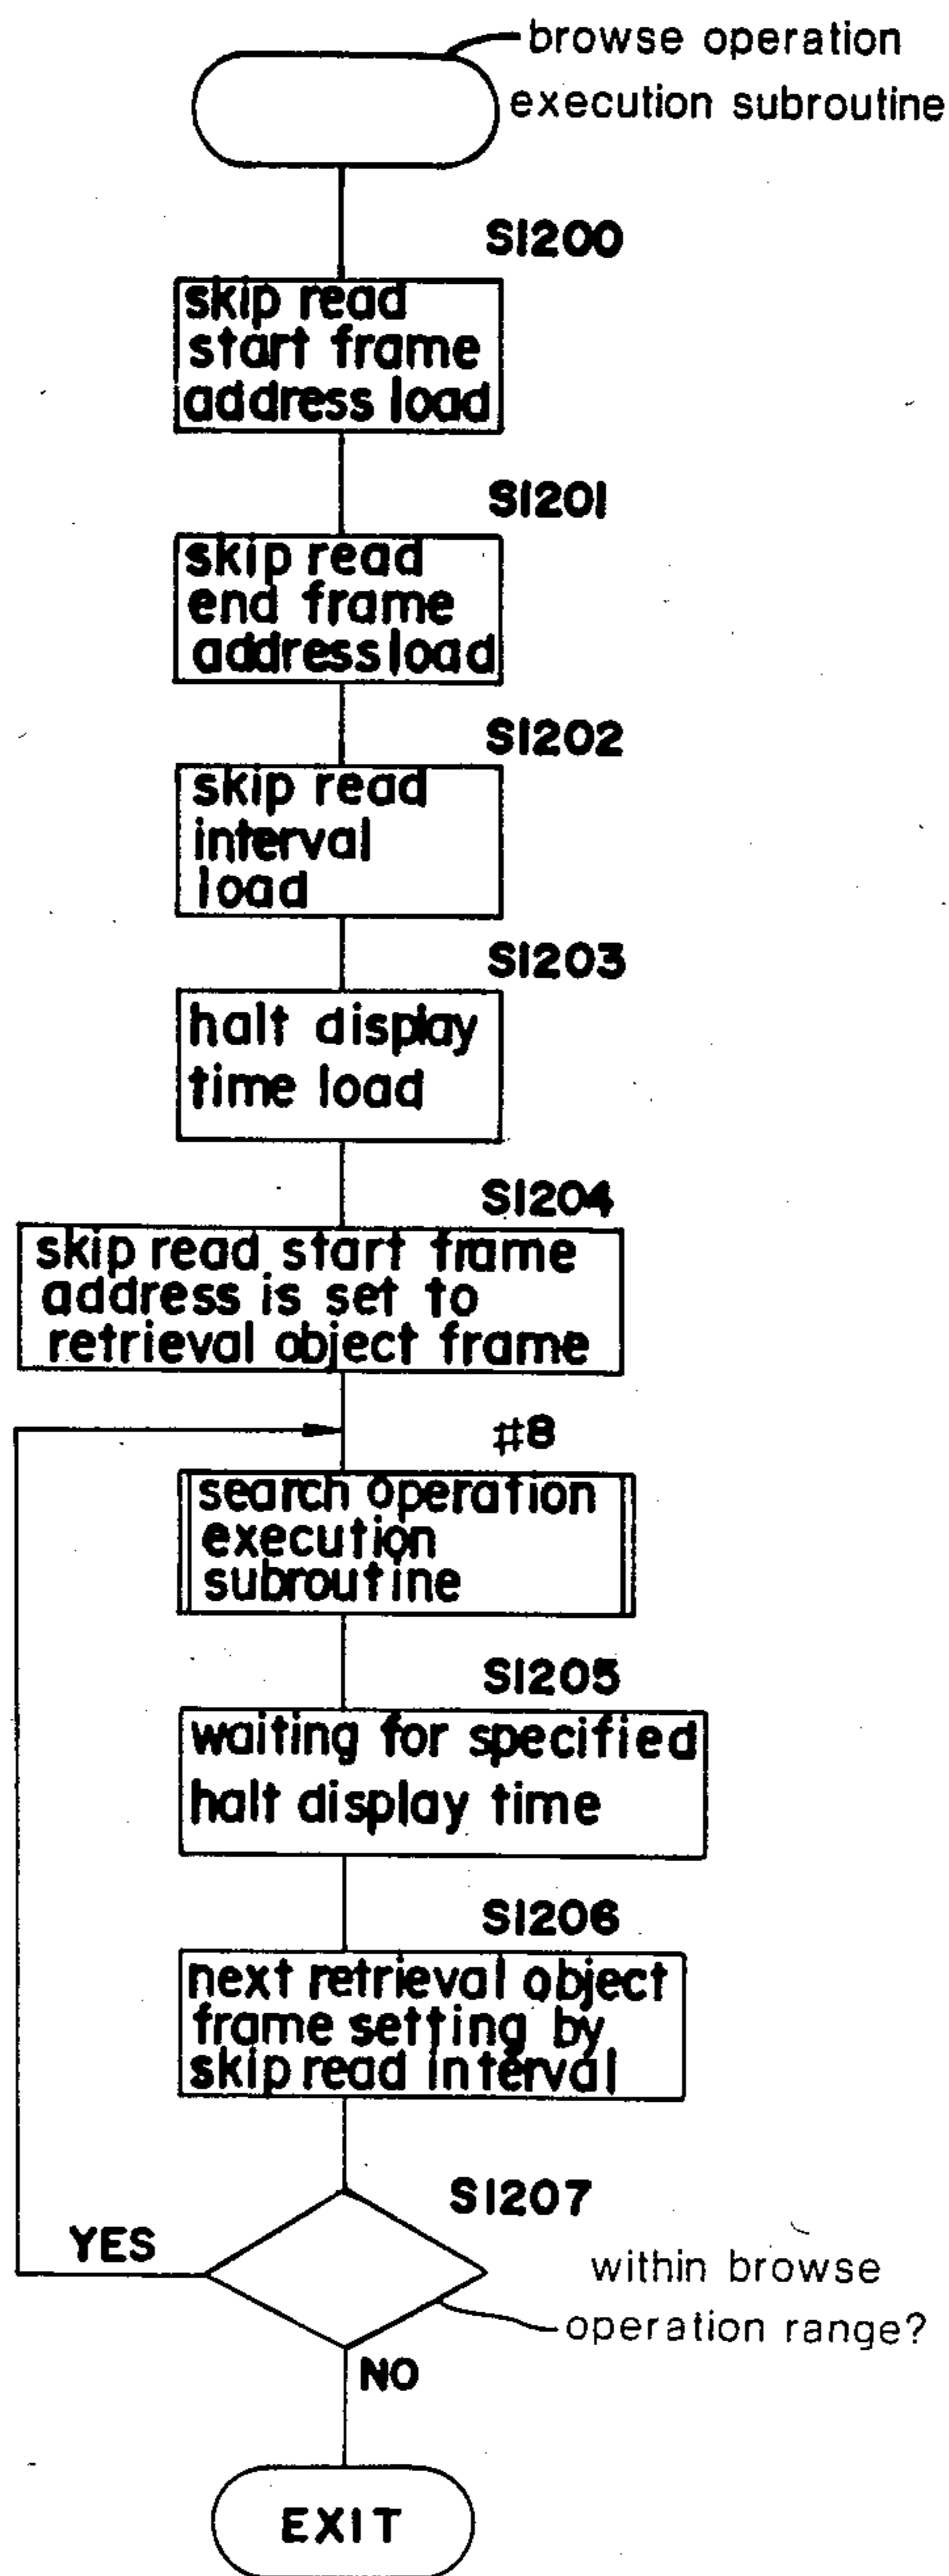 browse operation
execution subroutine
S1200
skip read
start frame
address load
S1201
skip read
end frame
address load
S1202
skip read
interval
load
S1203
halt display
time load
S1204
skip read start frame
address is set to
retrieval object frame
#8
search operation
execution
subroutine
S1205
waiting for specified
halt display time
S1206
next retrieval object
frame setting by
skip read interval
S1207
YES
within browse
operation range?
NO
EXIT